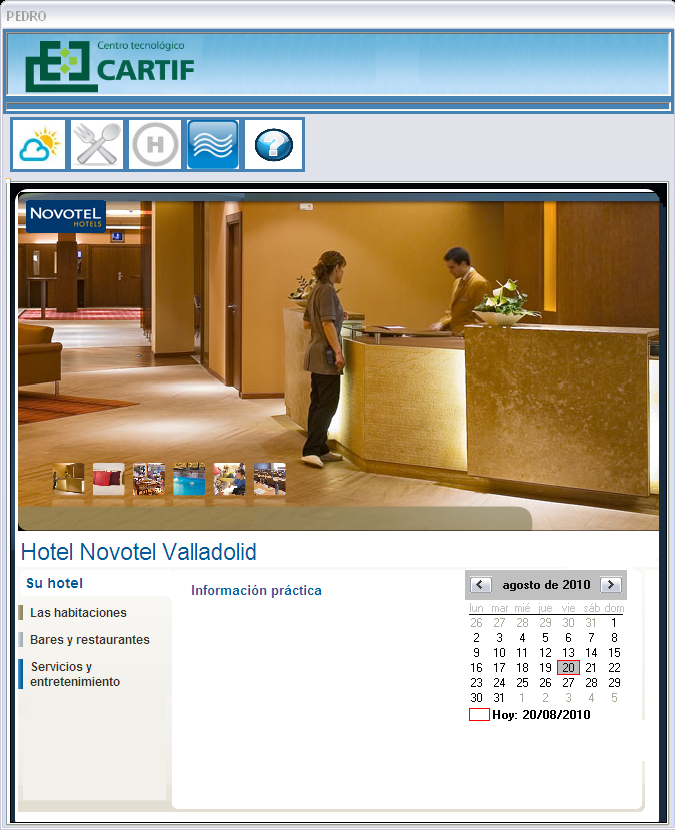 PEDRO
Centro tecnológico
CARTIF
H
?
NOVOTEL
HOTELS
Hotel Novotel Valladolid
Su hotel
Las habitaciones
Bares y restaurantes
Servicios y
entretenimiento
Información práctica
agosto de 2010
lun mar mié jue vie sáb dom
26 27 28 29 30 31 1
2 3 4 5 6 7 8
9 10 11 12 13 14 15
16 17 18 19 20 21 22
23 24 25 26 27 28 29
30 31 1 2 3 4 5
Hoy: 20/08/2010